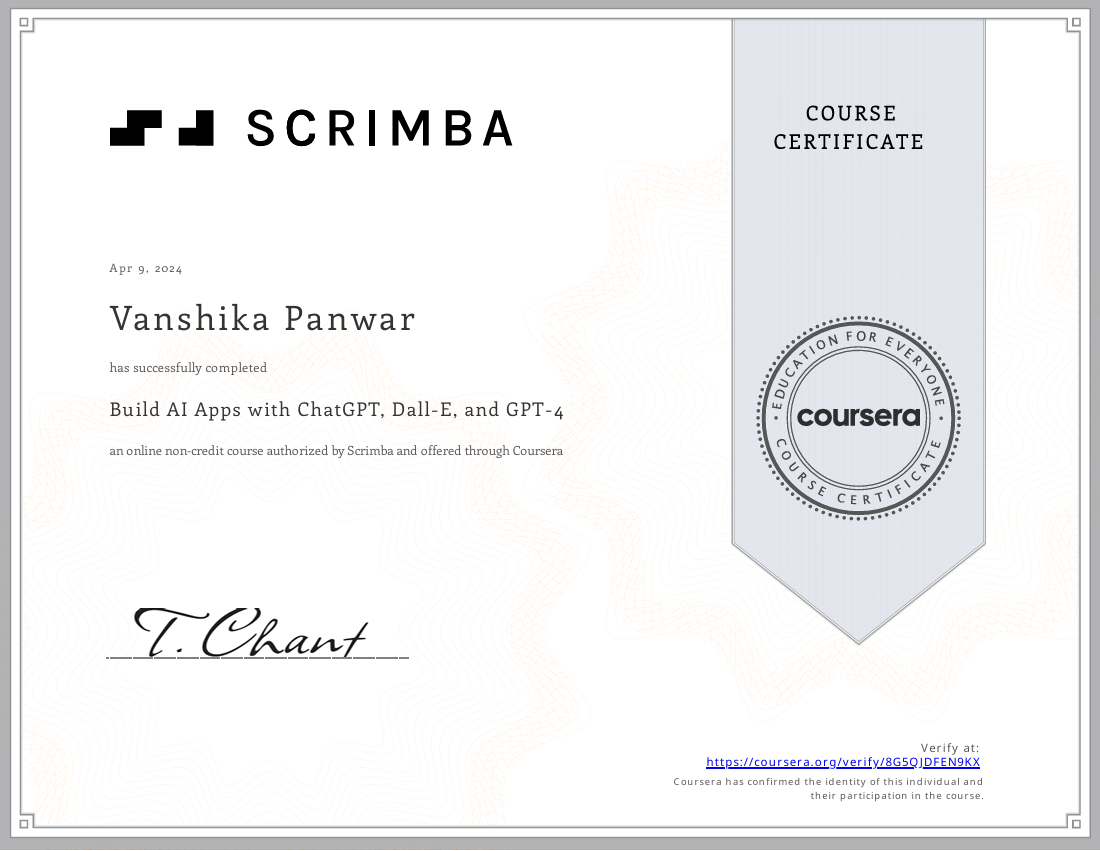 SCRIMBA
COURSE
CERTIFICATE
Apr 9, 2024
Vanshika Panwar
has successfully completed
Build AI Apps with ChatGPT, Dall-E, and GPT-4
an online non-credit course authorized by Scrimba and offered through Coursera
EDUCATION FOR EVERYONE
coursera
COURSE CERTIFICATE
T. Chant
Verify at:
https://coursera.org/verify/8G5QJDFEN9KX
Coursera has confirmed the identity of this individual and
their participation in the course.